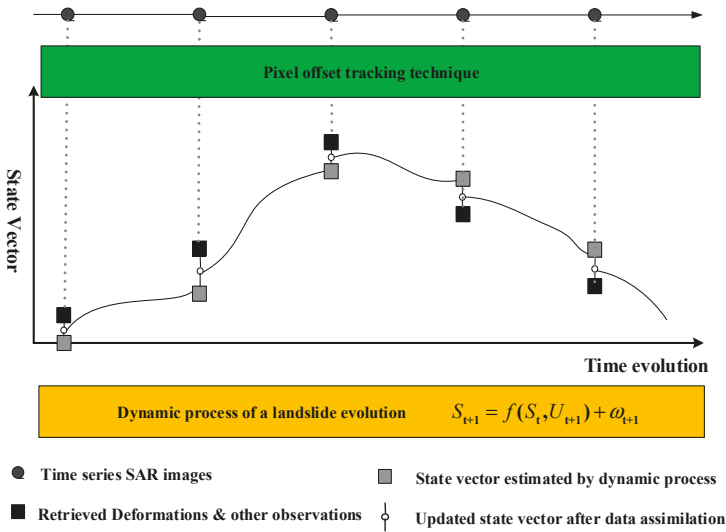 Pixel offset tracking technique
State Vector
Time evolution
Dynamic process of a landslide evolution S_{t+1} = f(S_t, U_{t+1}) + ω_{t+1}
Time series SAR images
State vector estimated by dynamic process
Retrieved Deformations & other observations
Updated state vector after data assimilation